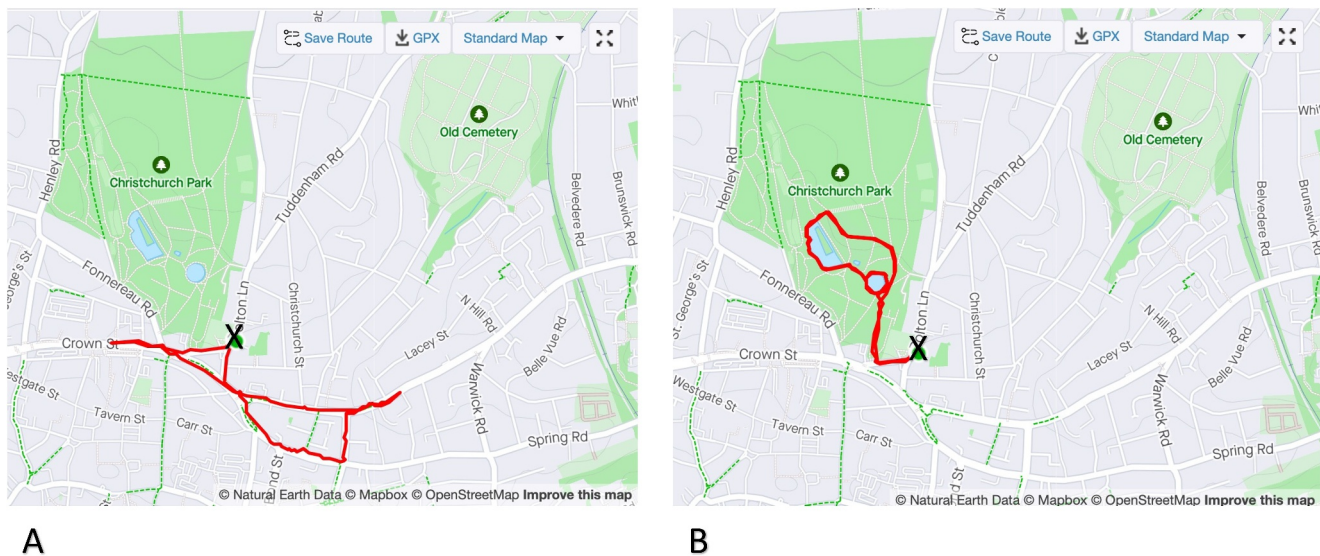 Save Route
GPX
Standard Map
Henley Rd
Christchurch Park
Old Cemetery
Tuddenham Rd
Belvedere Rd
Brunswick Rd
Fonnereau Rd
Christchurch St
N Hill Rd
Lacey St
Belle Vue Rd
Warwick Rd
Crown St
Tavern St
Carr St
Spring Rd
© Natural Earth Data © Mapbox © OpenStreetMap Improve this map
X
A
Save Route
GPX
Standard Map
Henley Rd
Christchurch Park
Old Cemetery
Tuddenham Rd
Belvedere Rd
Brunswick Rd
St. George's St
Fonnereau Rd
Christchurch St
N Hill Rd
Lacey St
Belle Vue Rd
Warwick Rd
Crown St
Westgate St
Tavern St
Carr St
Spring Rd
© Natural Earth Data © Mapbox © OpenStreetMap Improve this map
X
B